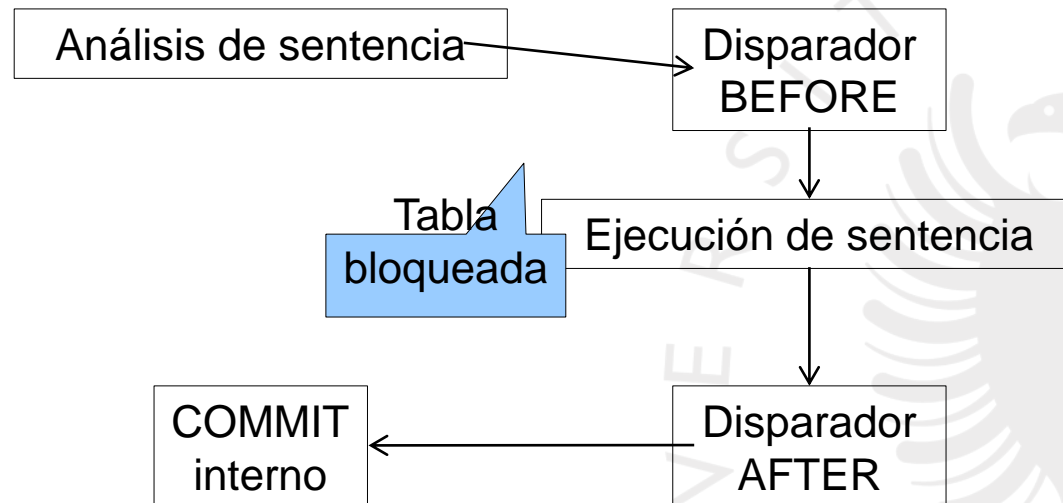 Análisis de sentencia
Disparador
BEFORE
Tabla
bloqueada
Ejecución de sentencia
COMMIT
interno
Disparador
AFTER
V E R S I T